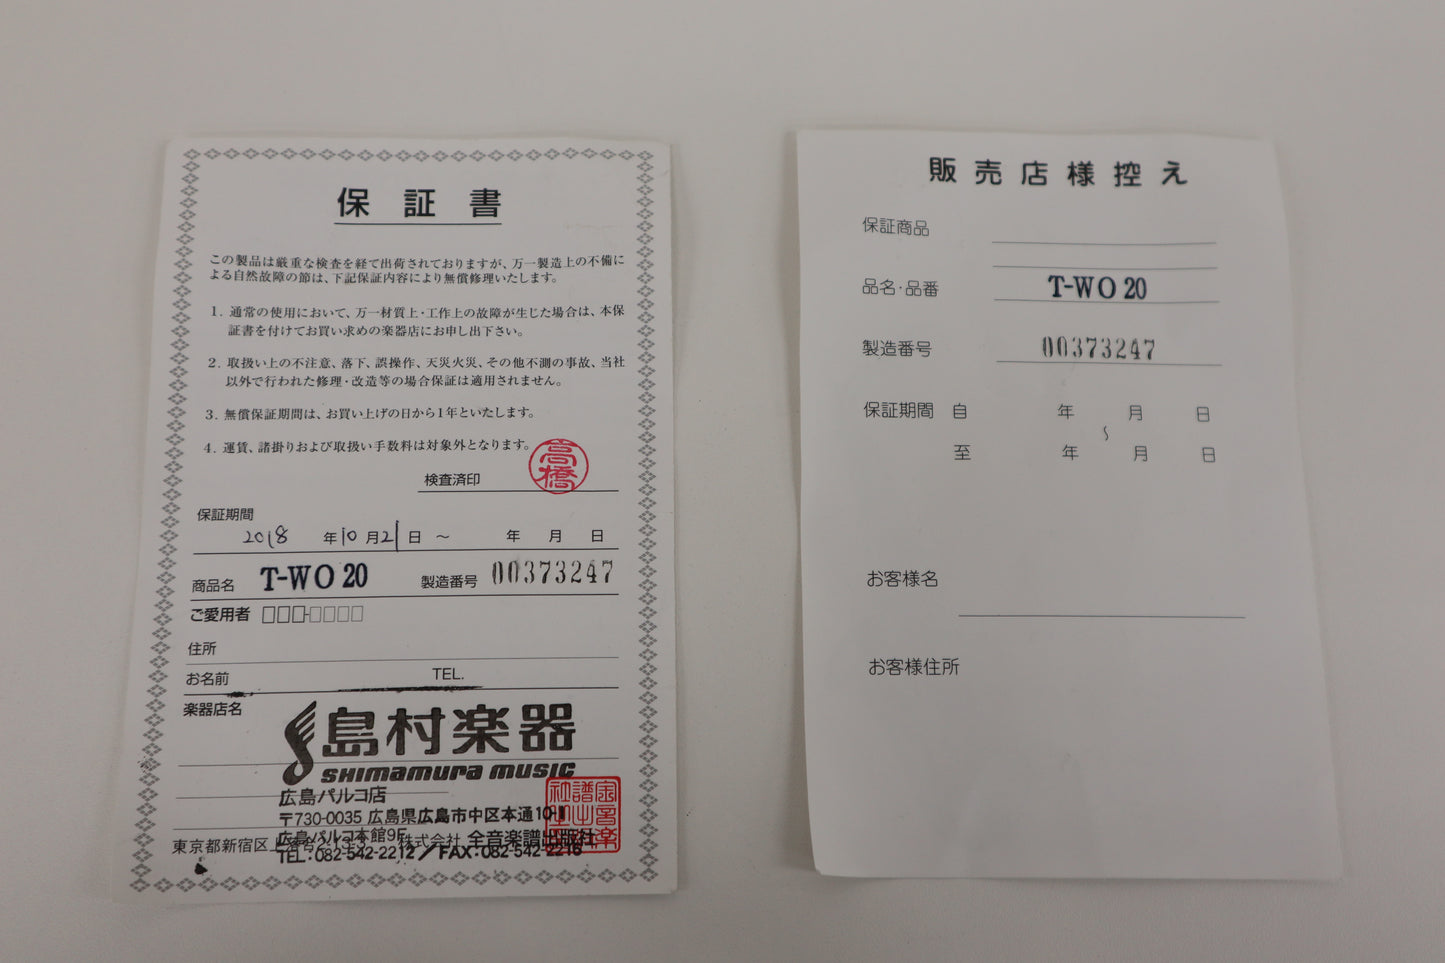 保証書
この製品は厳重な検査を経て出荷されておりますが、万一製造上の不備に
よる自然故障の節は、下記保証内容により無償修理いたします。
1. 通常の使用において、万一材質上・工作上の故障が生じた場合は、本保
証書を付けてお買い求めの楽器店にお申し出下さい。
2. 取扱い上の不注意、落下、誤操作、天災火災、その他不測の事故、当社
以外で行われた修理・改造等の場合保証は適用されません。
3. 無償保証期間は、お買い上げの日から1年といたします。
4. 運賃、諸掛りおよび取扱い手数料は対象外となります。
検査済印
高橋
保証期間
2018 年 10 月 21 日 ～ 年 月 日
商品名 T-WO 20 製造番号 00373247
ご愛用者 □□□-□□□□
住所
お名前 TEL.
楽器店名
島村楽器
SHIMAMURA MUSIC
広島パルコ店
〒730-0035 広島県広島市中区本通10-1
広島パルコ本館9F
東京都新宿区上落合2-13-3 株式会社 全音楽譜出版社
TEL:082-542-2212/FAX:082-542-2216
販売店様控え
保証商品
品名・品番 T-WO 20
製造番号 00373247
保証期間 自 年 月 日
～
至 年 月 日
お客様名
お客様住所